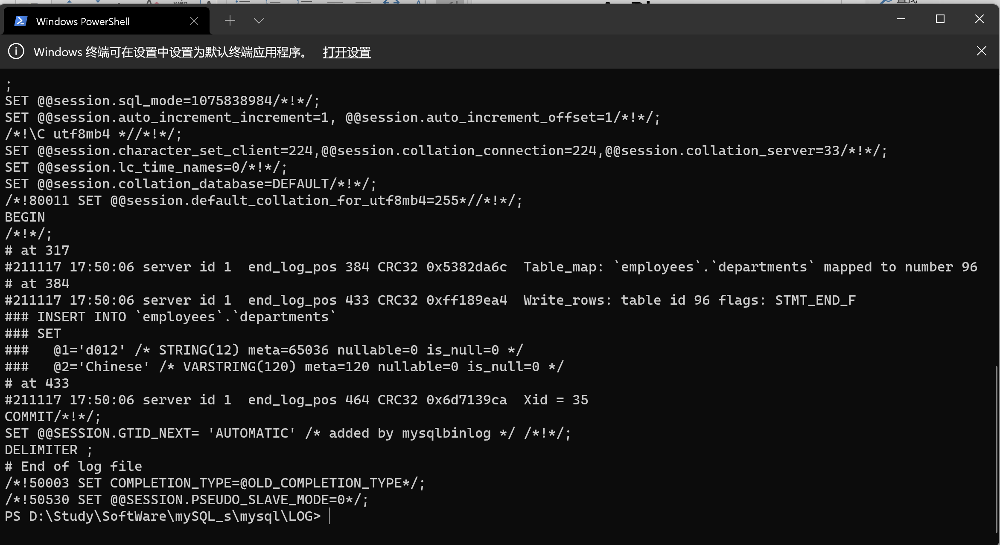 wén
查找
Windows PowerShell
Windows 终端可在设置中设置为默认终端应用程序。 打开设置
;
SET @@session.sql_mode=1075838984/*!*/;
SET @@session.auto_increment_increment=1, @@session.auto_increment_offset=1/*!*/;
/*!\C utf8mb4 *//*!*/;
SET @@session.character_set_client=224,@@session.collation_connection=224,@@session.collation_server=33/*!*/;
SET @@session.lc_time_names=0/*!*/;
SET @@session.collation_database=DEFAULT/*!*/;
/*!80011 SET @@session.default_collation_for_utf8mb4=255*//*!*/;
BEGIN
/*!*/;
# at 317
#211117 17:50:06 server id 1  end_log_pos 384 CRC32 0x5382da6c  Table_map: `employees`.`departments` mapped to number 96
# at 384
#211117 17:50:06 server id 1  end_log_pos 433 CRC32 0xff189ea4  Write_rows: table id 96 flags: STMT_END_F
### INSERT INTO `employees`.`departments`
### SET
###   @1='d012' /* STRING(12) meta=65036 nullable=0 is_null=0 */
###   @2='Chinese' /* VARSTRING(120) meta=120 nullable=0 is_null=0 */
# at 433
#211117 17:50:06 server id 1  end_log_pos 464 CRC32 0x6d7139ca  Xid = 35
COMMIT/*!*/;
SET @@SESSION.GTID_NEXT= 'AUTOMATIC' /* added by mysqlbinlog */ /*!*/;
DELIMITER ;
# End of log file
/*!50003 SET COMPLETION_TYPE=@OLD_COMPLETION_TYPE*/;
/*!50530 SET @@SESSION.PSEUDO_SLAVE_MODE=0*/;
PS D:\Study\SoftWare\mySQL_s\mysql\LOG>